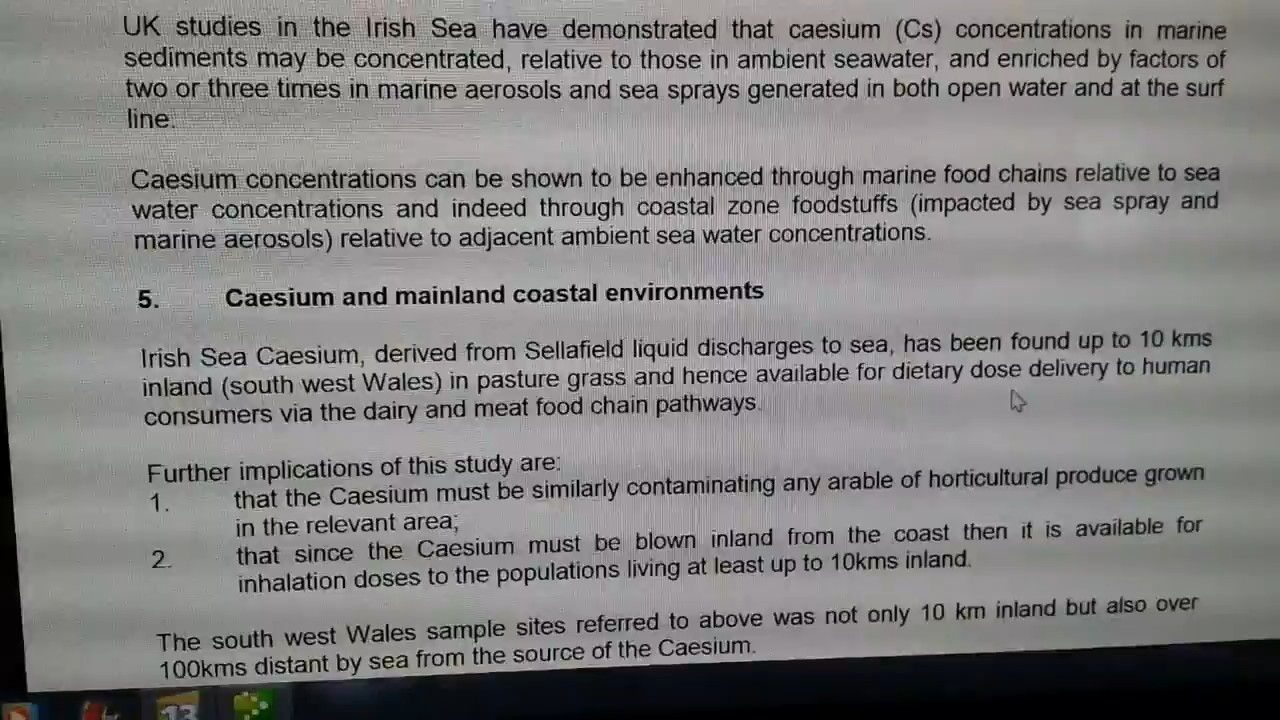 UK studies in the Irish Sea have demonstrated that caesium (Cs) concentrations in marine
sediments may be concentrated, relative to those in ambient seawater, and enriched by factors of
two or three times in marine aerosols and sea sprays generated in both open water and at the surf
line.
Caesium concentrations can be shown to be enhanced through marine food chains relative to sea
water concentrations and indeed through coastal zone foodstuffs (impacted by sea spray and
marine aerosols) relative to adjacent ambient sea water concentrations.
5. Caesium and mainland coastal environments
Irish Sea Caesium, derived from Sellafield liquid discharges to sea, has been found up to 10 kms
inland (south west Wales) in pasture grass and hence available for dietary dose delivery to human
consumers via the dairy and meat food chain pathways.
Further implications of this study are:
1. that the Caesium must be similarly contaminating any arable of horticultural produce grown
in the relevant area;
2. that since the Caesium must be blown inland from the coast then it is available for
inhalation doses to the populations living at least up to 10kms inland.
The south west Wales sample sites referred to above was not only 10 km inland but also over
100kms distant by sea from the source of the Caesium.
13